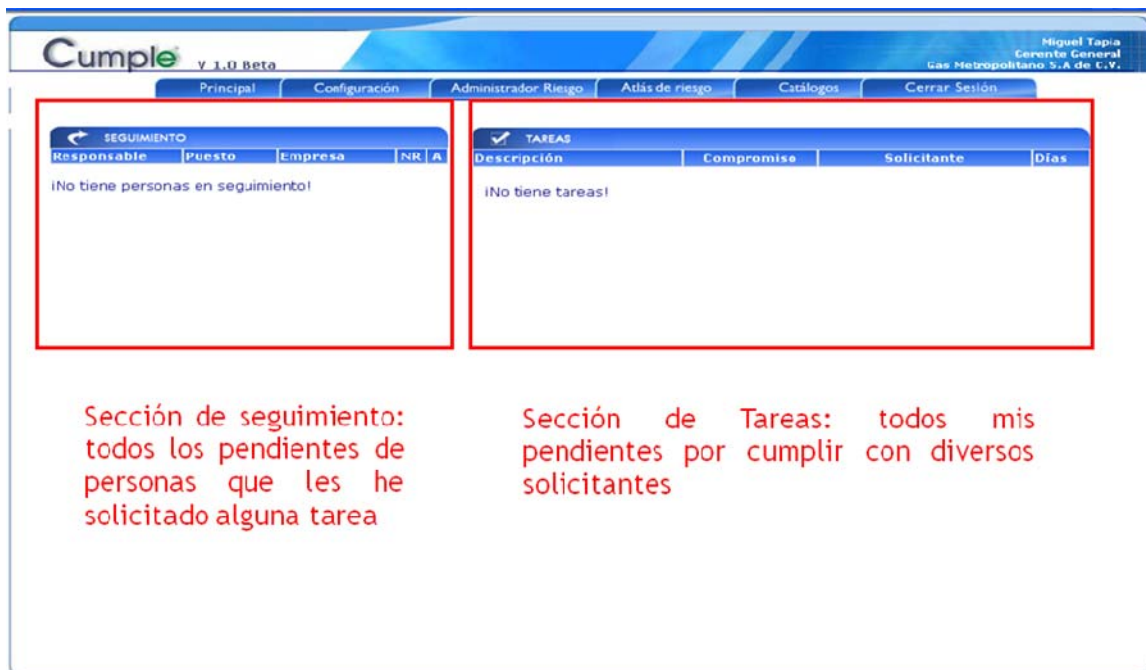 Cumple V 1.0 Beta
Miguel Tapia
Gerente General
Gas Metropolitano S.A de C.V.
Principal Configuración Administrador Riesgo Atlás de riesgo Catálogos Cerrar Sesión
SEGUIMIENTO
Responsable Puesto Empresa NR A
¡No tiene personas en seguimiento!
TAREAS
Descripción Compromiso Solicitante Días
¡No tiene tareas!
Sección de seguimiento:
todos los pendientes de
personas que les he
solicitado alguna tarea
Sección de Tareas: todos mis
pendientes por cumplir con diversos
solicitantes